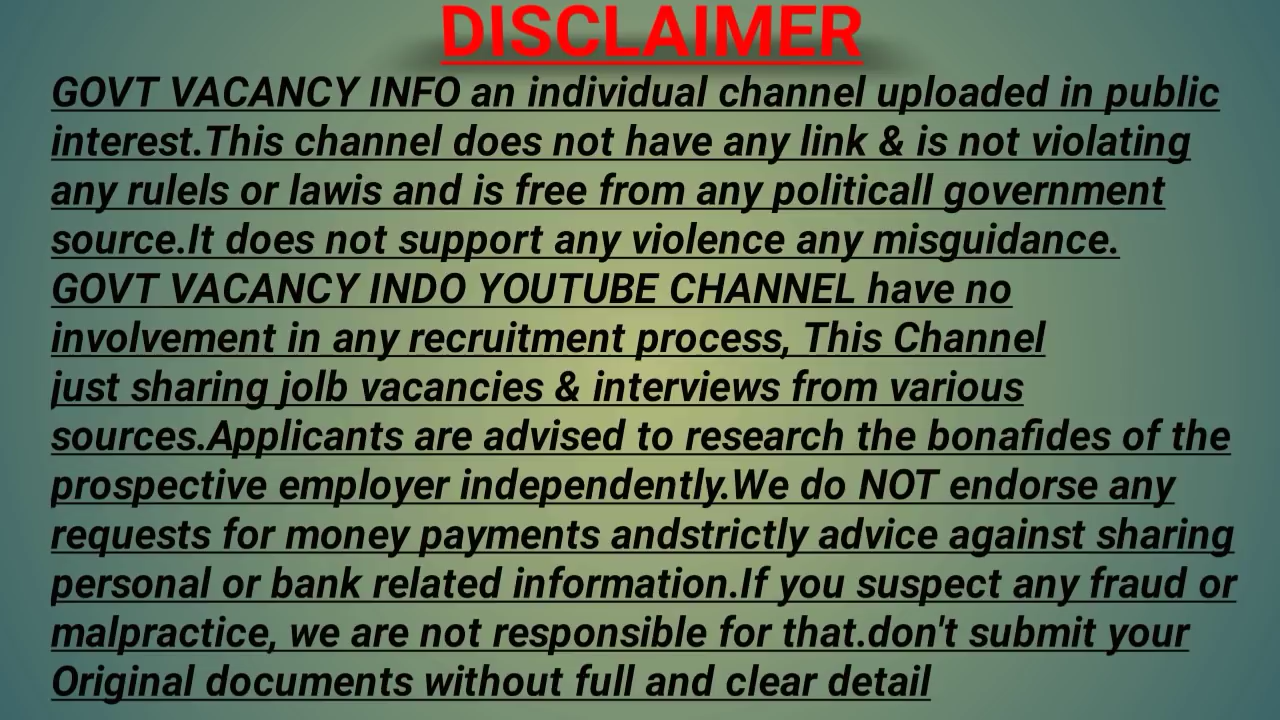 DISCLAIMER
GOVT VACANCY INFO an individual channel uploaded in public
interest.This channel does not have any link & is not violating
any rulels or lawis and is free from any politicall government
source.It does not support any violence any misguidance.
GOVT VACANCY INDO YOUTUBE CHANNEL have no
involvement in any recruitment process, This Channel
just sharing jolb vacancies & interviews from various
sources.Applicants are advised to research the bonafides of the
prospective employer independently.We do NOT endorse any
requests for money payments andstrictly advice against sharing
personal or bank related information.If you suspect any fraud or
malpractice, we are not responsible for that.don't submit your
Original documents without full and clear detail